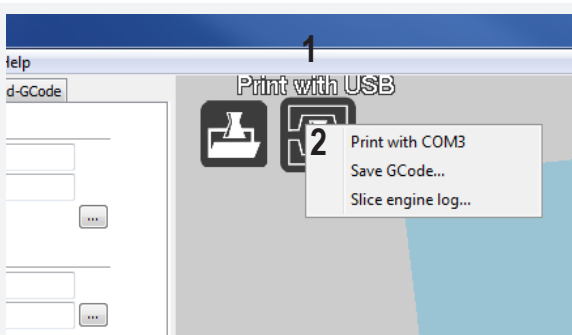 1
Help
d-GCode
Print with USB
2
Print with COM3
Save GCode...
Slice engine log...
...
...